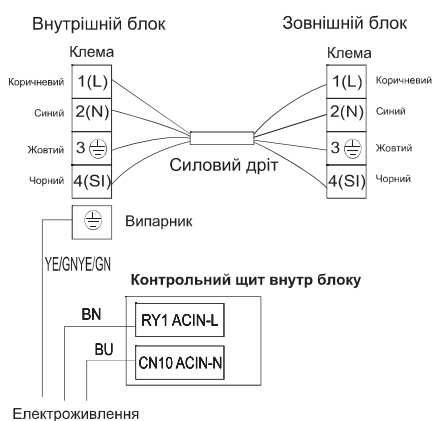 Внутрішній блок
Зовнішній блок
Клема
Клема
Коричневий 1(L)
1(L) Коричневий
Синий 2(N)
2(N) Синий
Жовтий 3
3 Жовтий
Чорний 4(SI)
4(SI) Чорний
Силовий дріт
Випарник
YE/GNYE/GN
Контрольний щит внутр блоку
BN
RY1 ACIN-L
BU
CN10 ACIN-N
Електроживлення